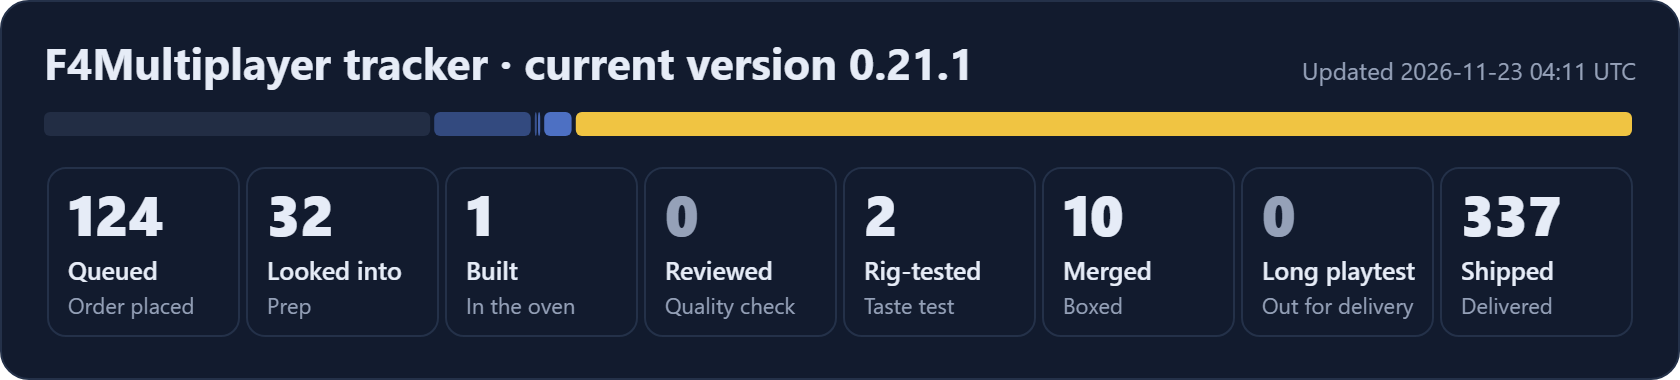 F4Multiplayer tracker · current version 0.21.1
Updated 2026-11-23 04:11 UTC
124
Queued
Order placed
32
Looked into
Prep
1
Built
In the oven
0
Reviewed
Quality check
2
Rig-tested
Taste test
10
Merged
Boxed
0
Long playtest
Out for delivery
337
Shipped
Delivered